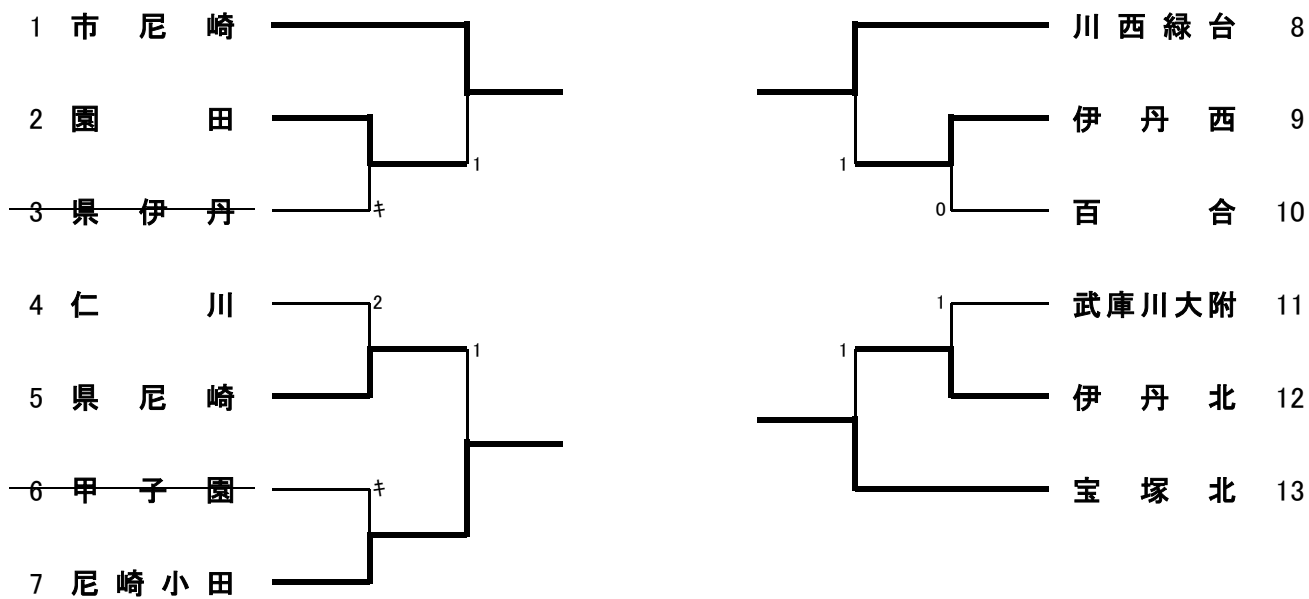 1 市尼崎
2 園田
1
3 県伊丹
キ
4 仁川
2
1
5 県尼崎
6 甲子園
キ
7 尼崎小田
川西緑台 8
伊丹西 9
1
0
百合 10
1
武庫川大附 11
1
伊丹北 12
宝塚北 13